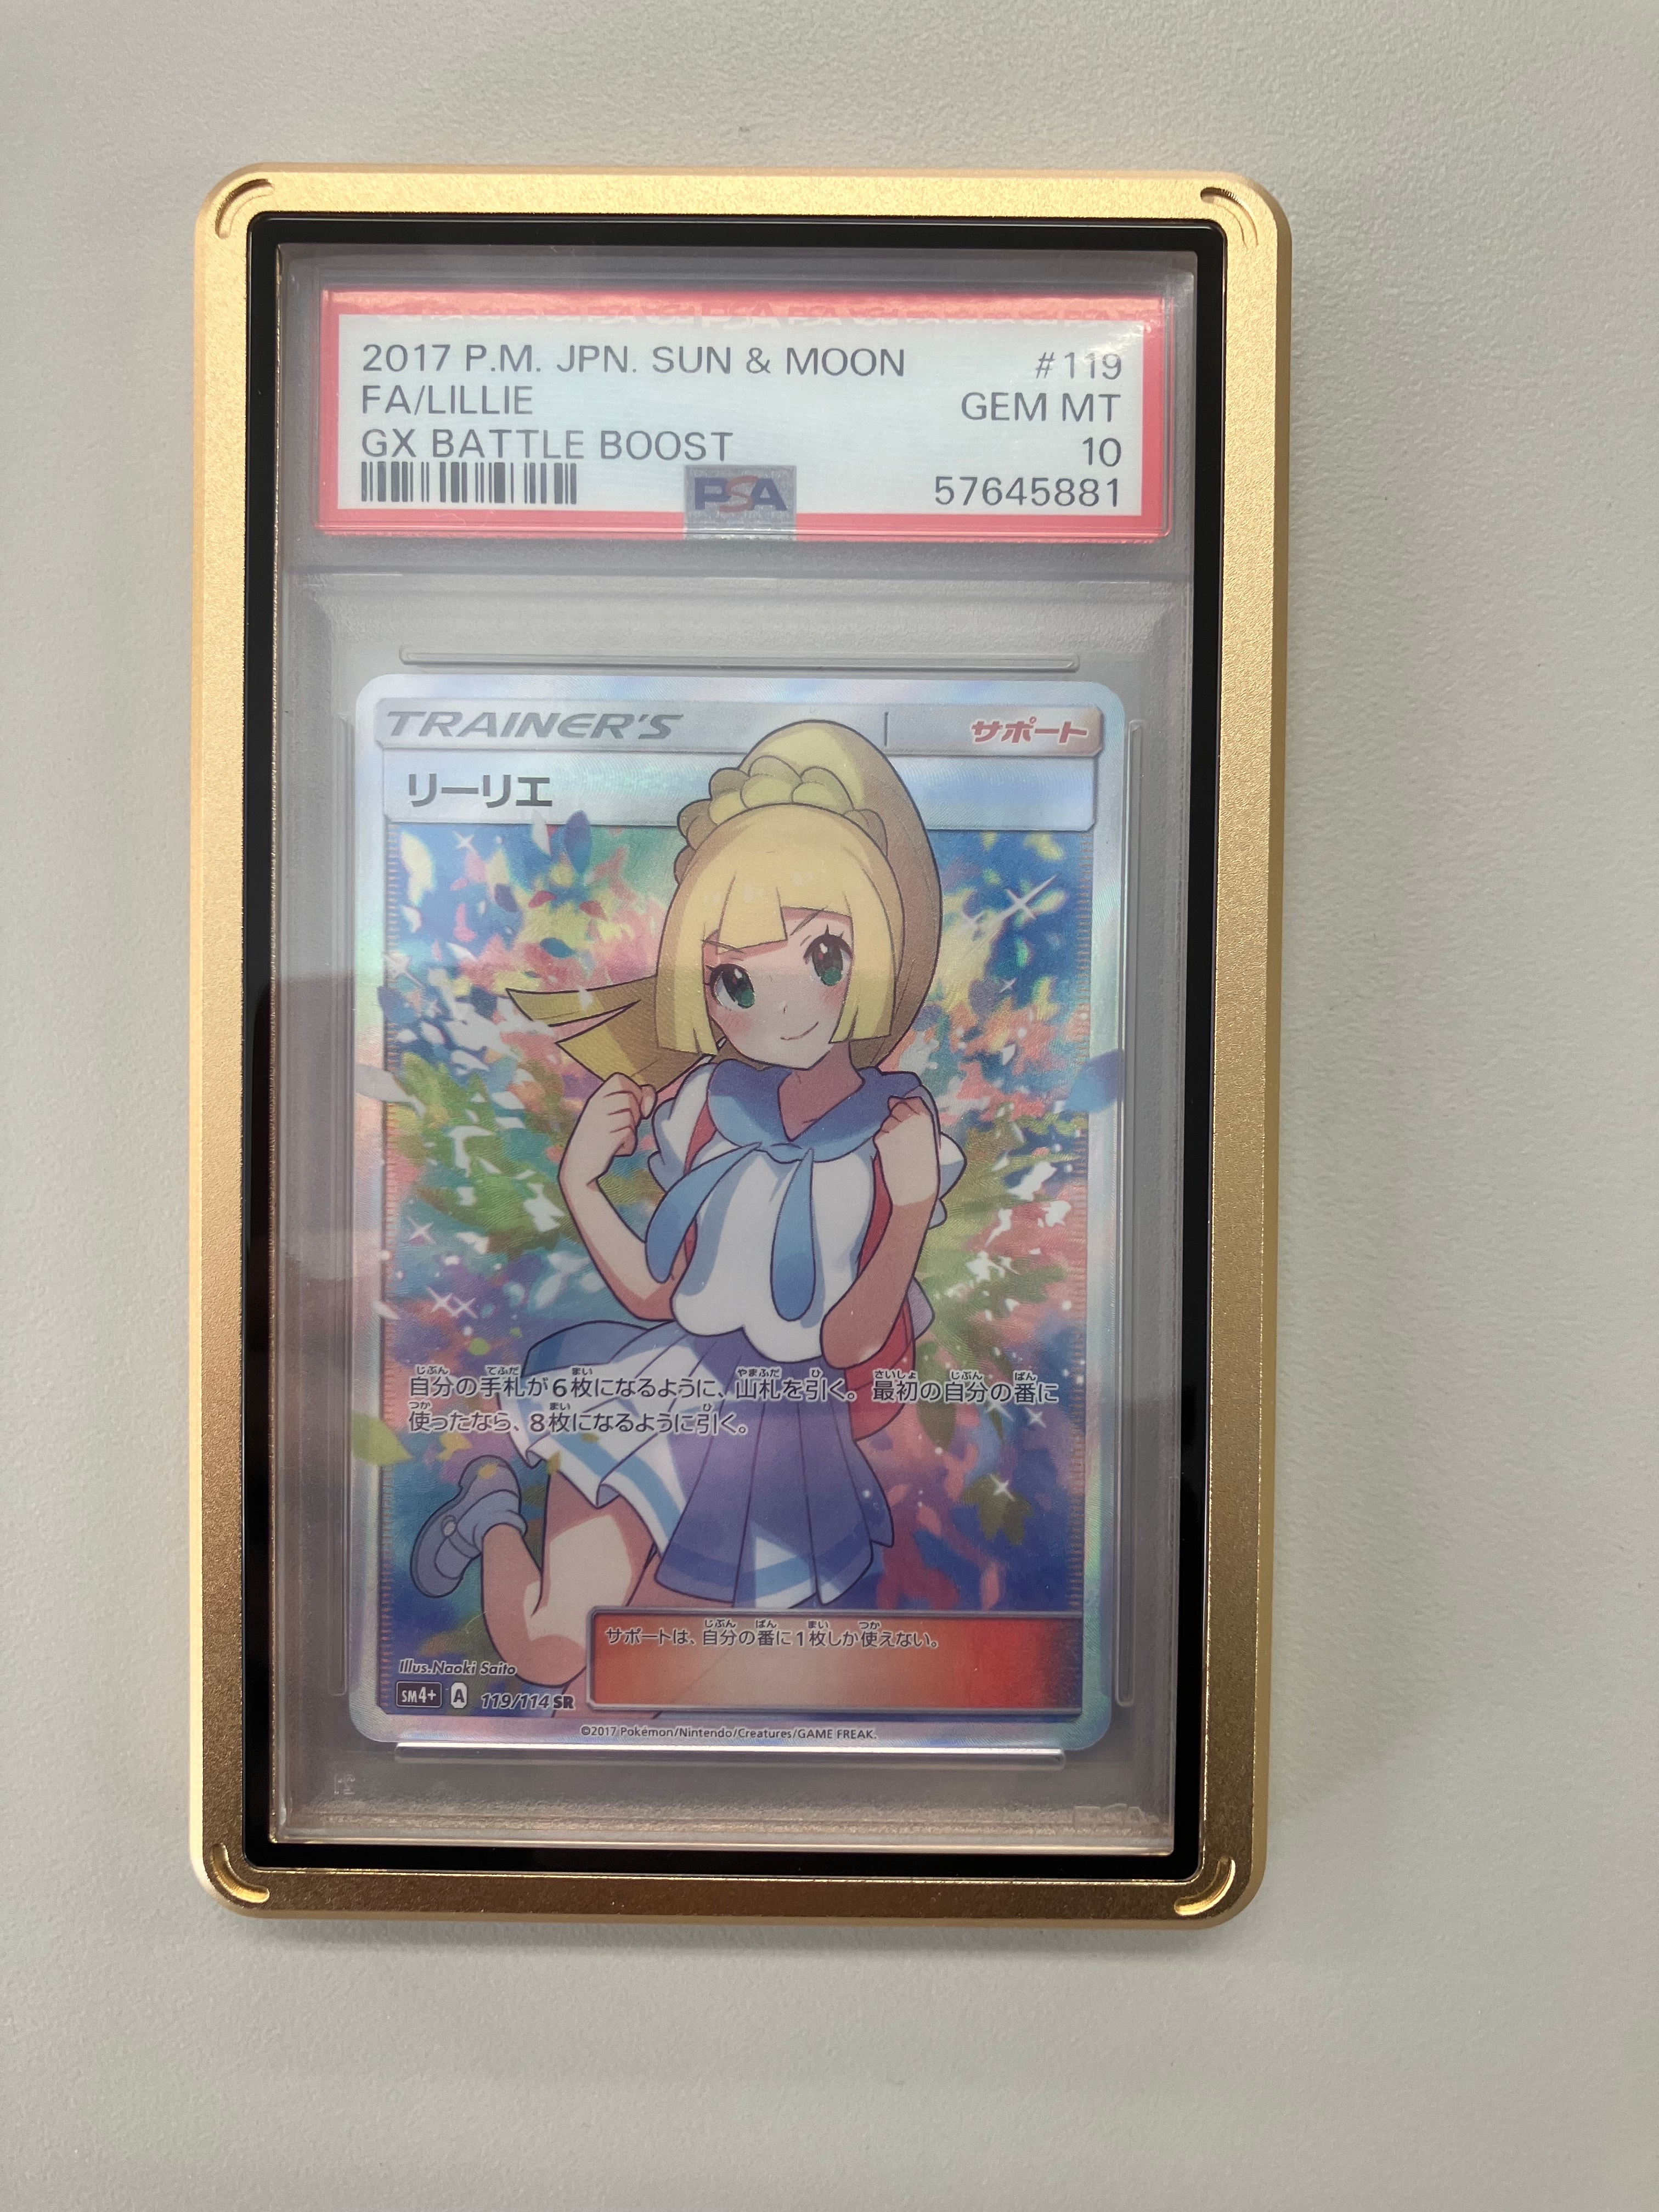 2017 P.M. JPN. SUN & MOON #119
FA/LILLIE GEM MT
GX BATTLE BOOST 10
PSA 57645881
TRAINER'S サポート
リーリエ
自分の手札が6枚になるように、山札を引く。最初の自分の番に
使ったなら、8枚になるように引く。
サポートは、自分の番に1枚しか使えない。
Illus.Naoki Saito
SM4+ A 119/114 SR
©2017 Pokémon/Nintendo/Creatures/GAME FREAK.